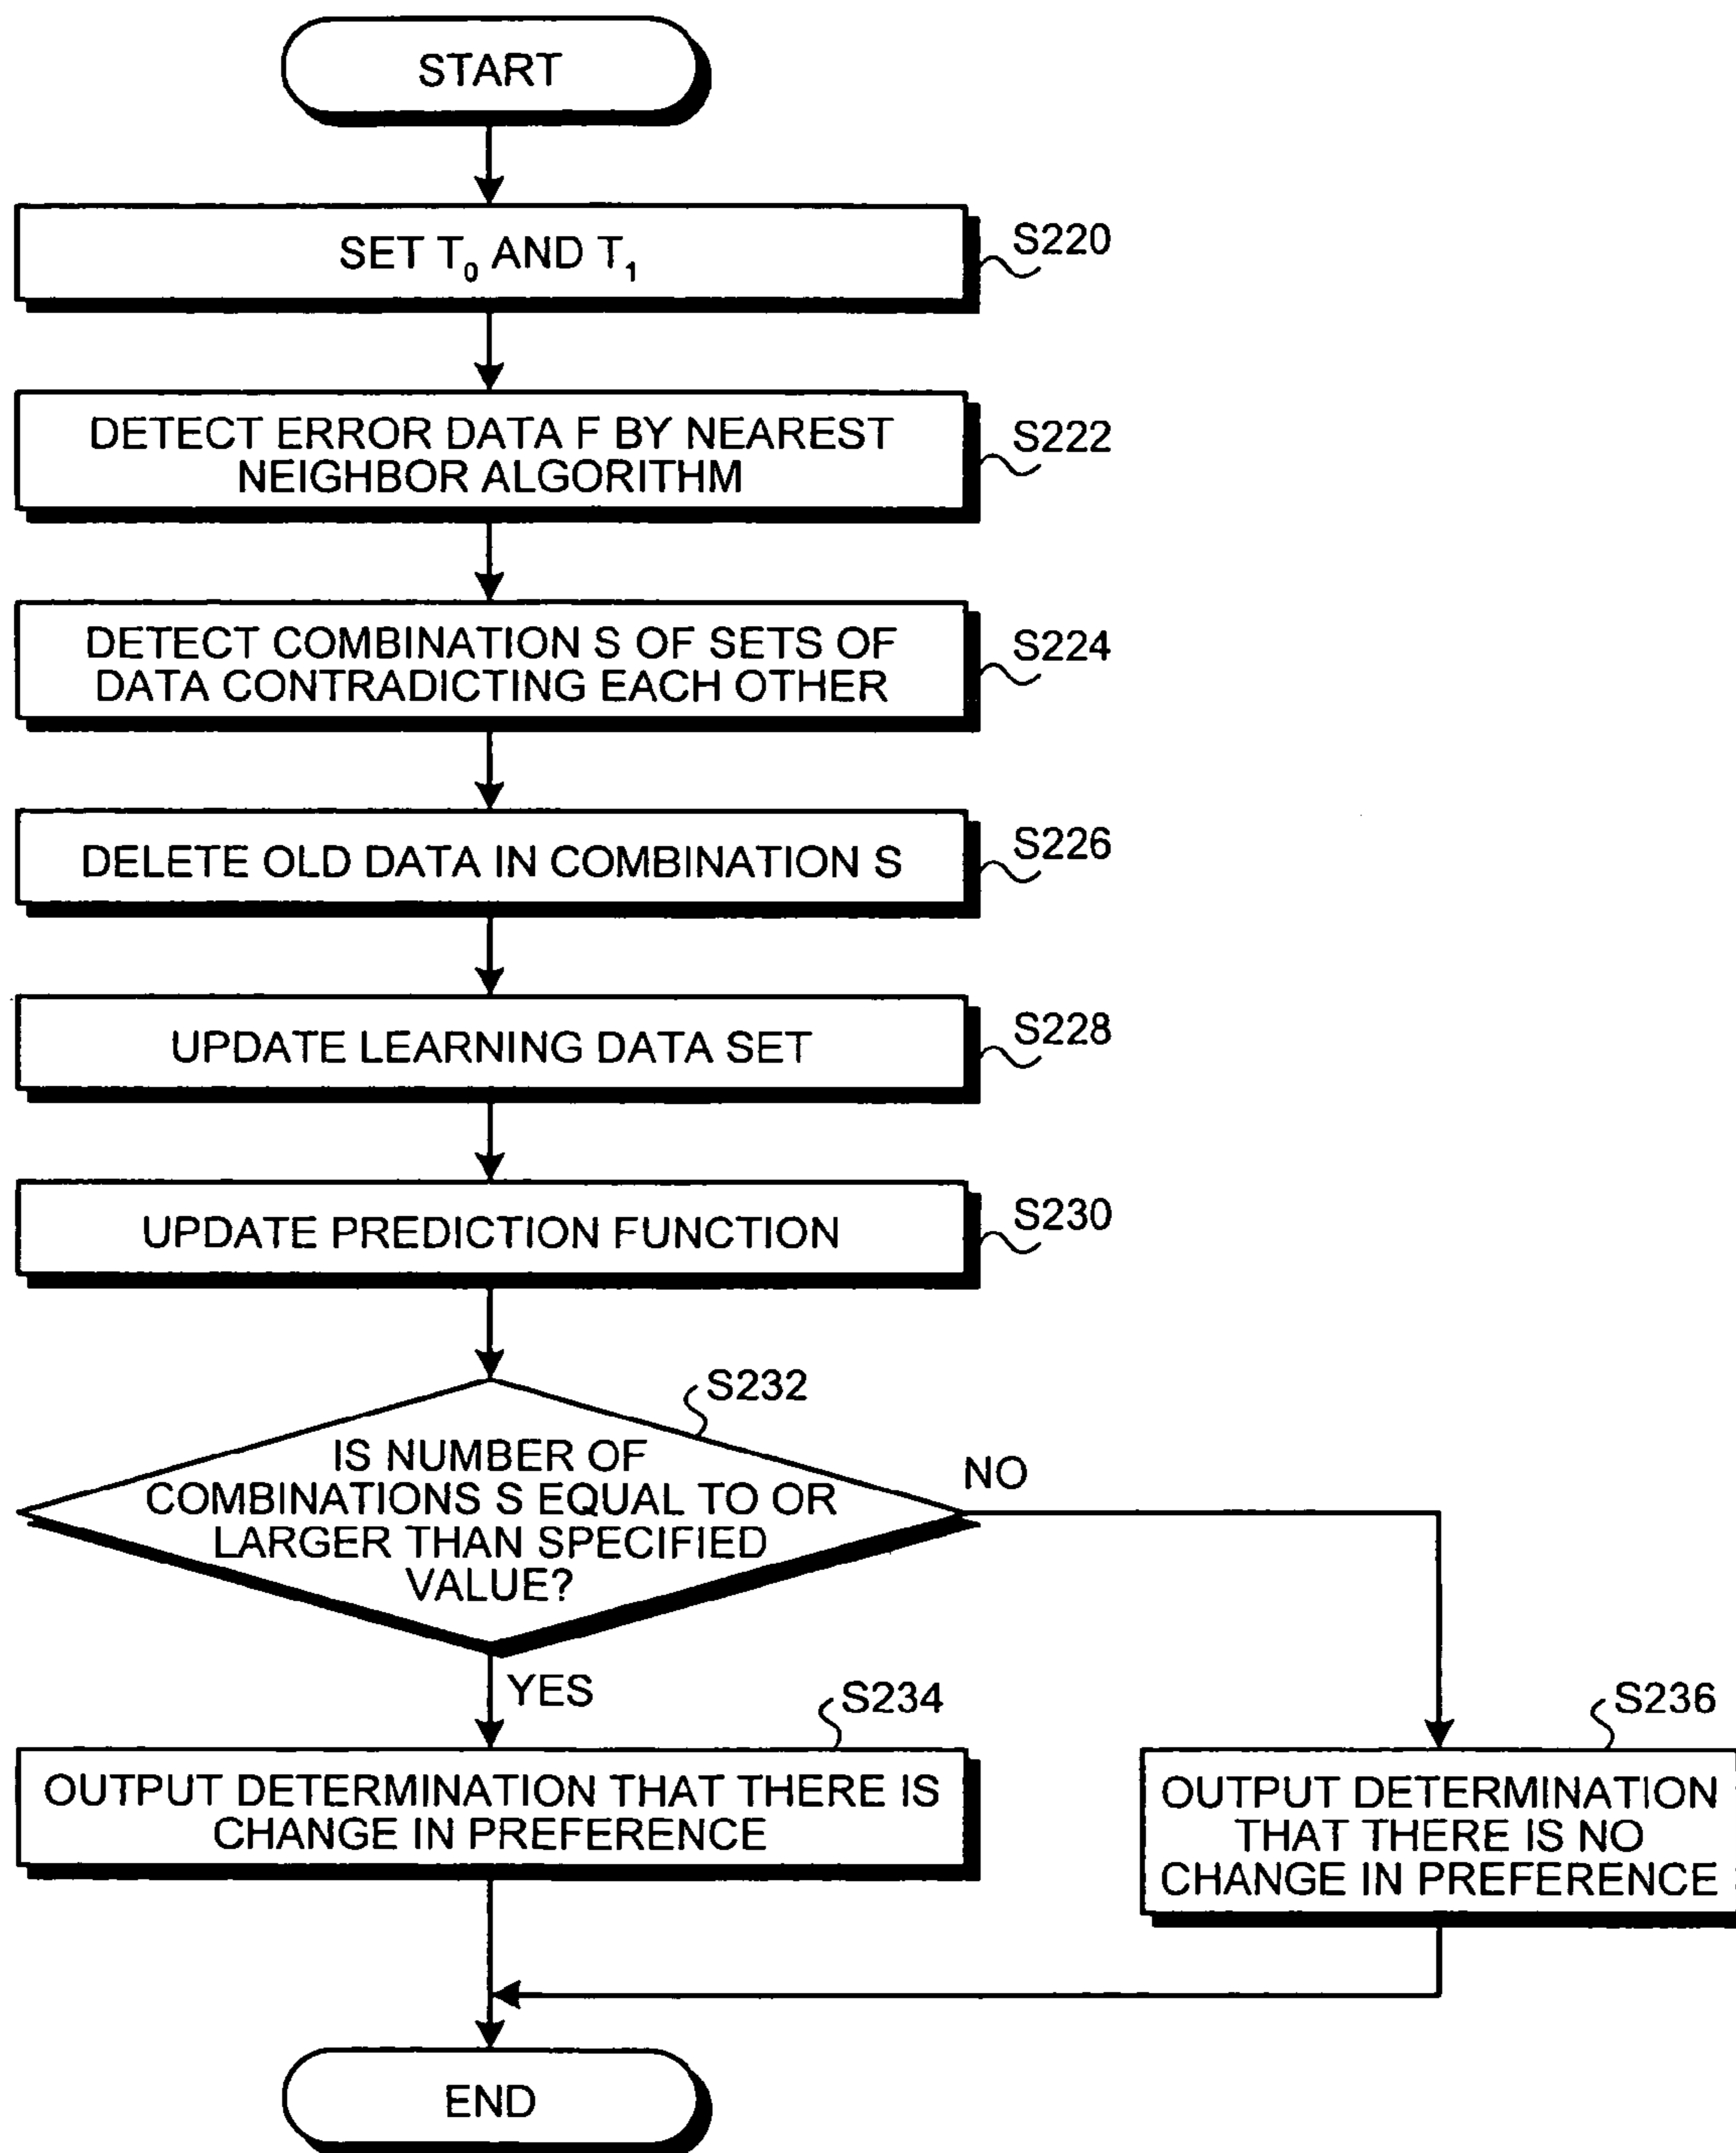 START
SET T₀ AND T₁
S220
DETECT ERROR DATA F BY NEAREST
NEIGHBOR ALGORITHM
S222
DETECT COMBINATION S OF SETS OF
DATA CONTRADICTING EACH OTHER
S224
DELETE OLD DATA IN COMBINATION S
S226
UPDATE LEARNING DATA SET
S228
UPDATE PREDICTION FUNCTION
S230
S232
IS NUMBER OF
COMBINATIONS S EQUAL TO OR
LARGER THAN SPECIFIED
VALUE?
NO
YES
S234
OUTPUT DETERMINATION THAT THERE IS
CHANGE IN PREFERENCE
S236
OUTPUT DETERMINATION
THAT THERE IS NO
CHANGE IN PREFERENCE
END